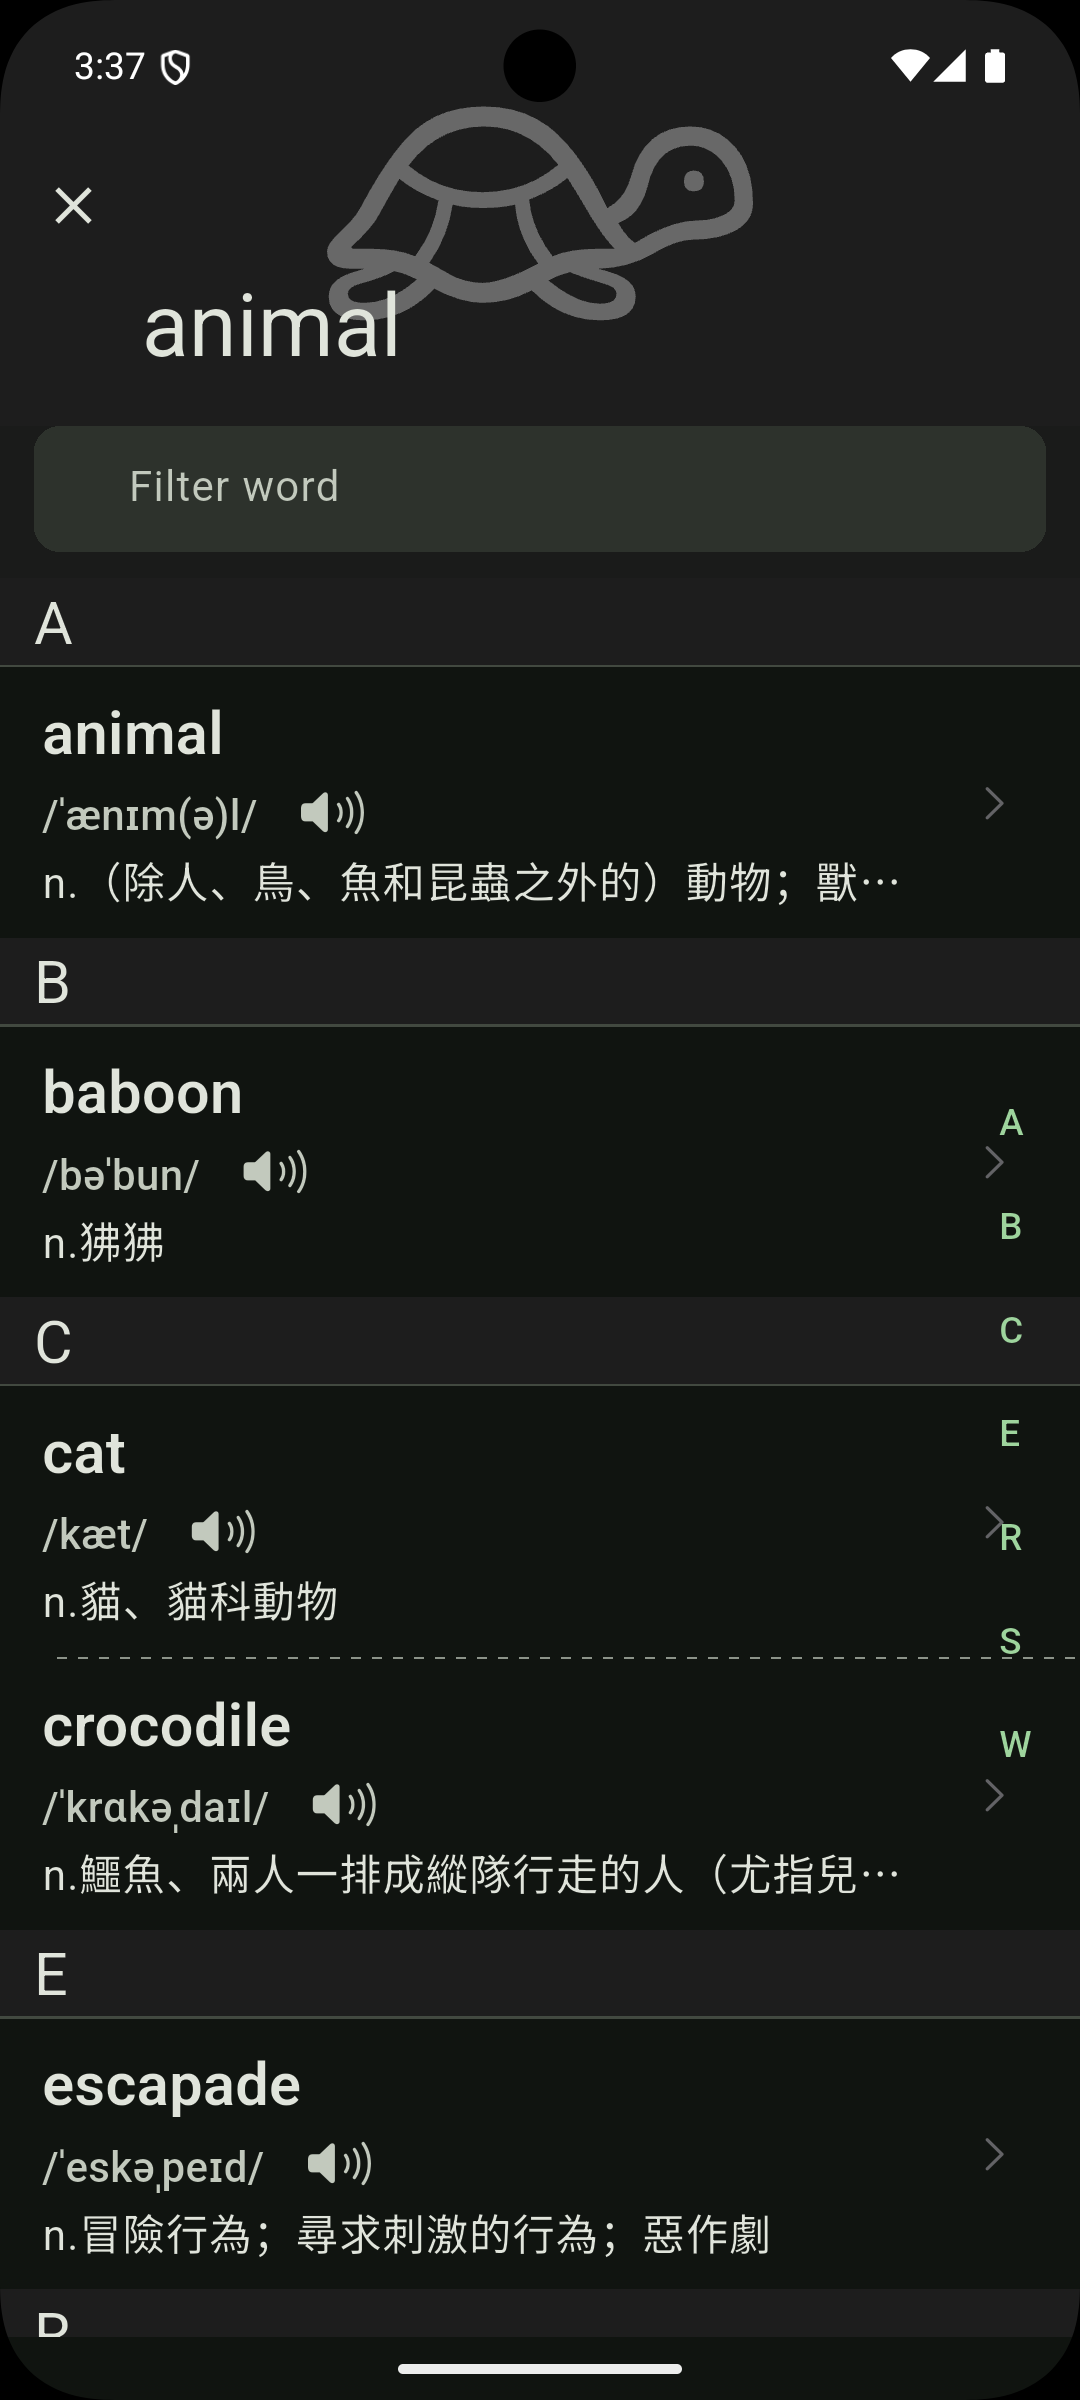 3:37
animal
Filter word
A
animal
/ˈænɪm(ə)l/
n.（除人、鳥、魚和昆蟲之外的）動物；獸…
B
baboon
/bəˈbun/
n.狒狒
C
cat
/kæt/
n.貓、貓科動物
crocodile
/ˈkrɑkəˌdaɪl/
n.鱷魚、兩人一排成縱隊行走的人（尤指兒…
E
escapade
/ˈeskəˌpeɪd/
n.冒險行為；尋求刺激的行為；惡作劇
A
B
C
E
R
S
W